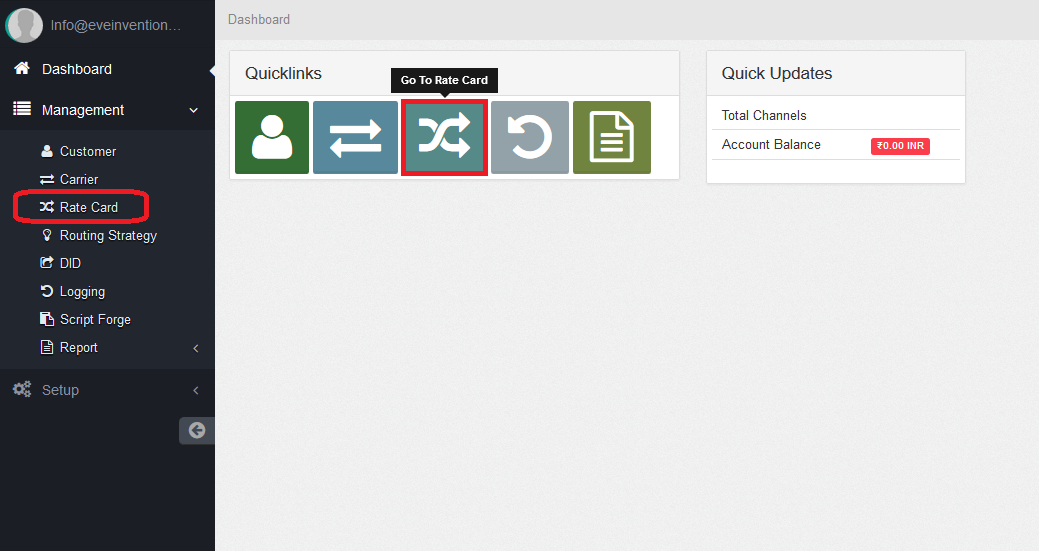 Info@eveinvention...
Dashboard
Management
Customer
Carrier
Rate Card
Routing Strategy
DID
Logging
Script Forge
Report
Setup
Dashboard
Quicklinks
Go To Rate Card
Quick Updates
Total Channels
Account Balance ₹0.00 INR